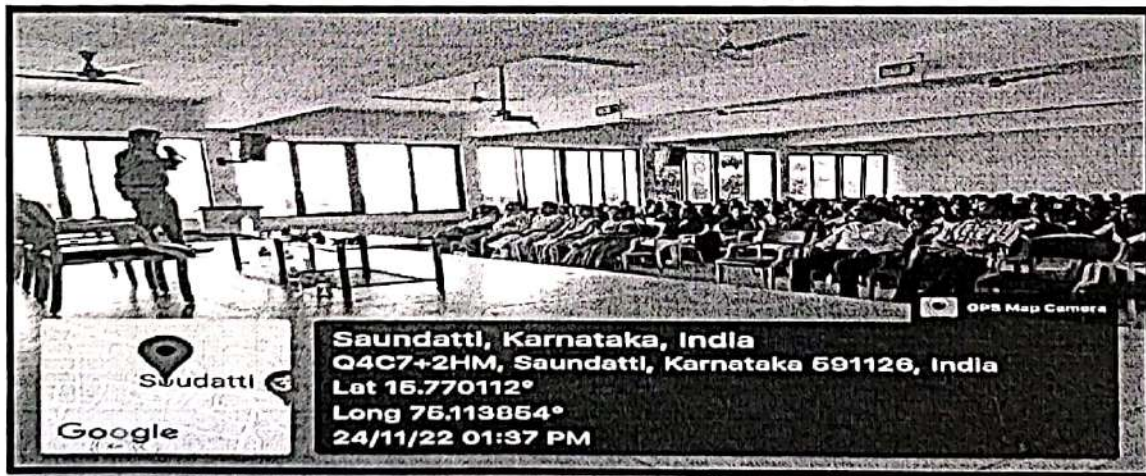 GPS Map Camera
Saundatti, Karnataka, India
Q4C7+2HM, Saundatti, Karnataka 591126, India
Lat 15.770112°
Long 75.113854°
24/11/22 01:37 PM
Saudatti
Google